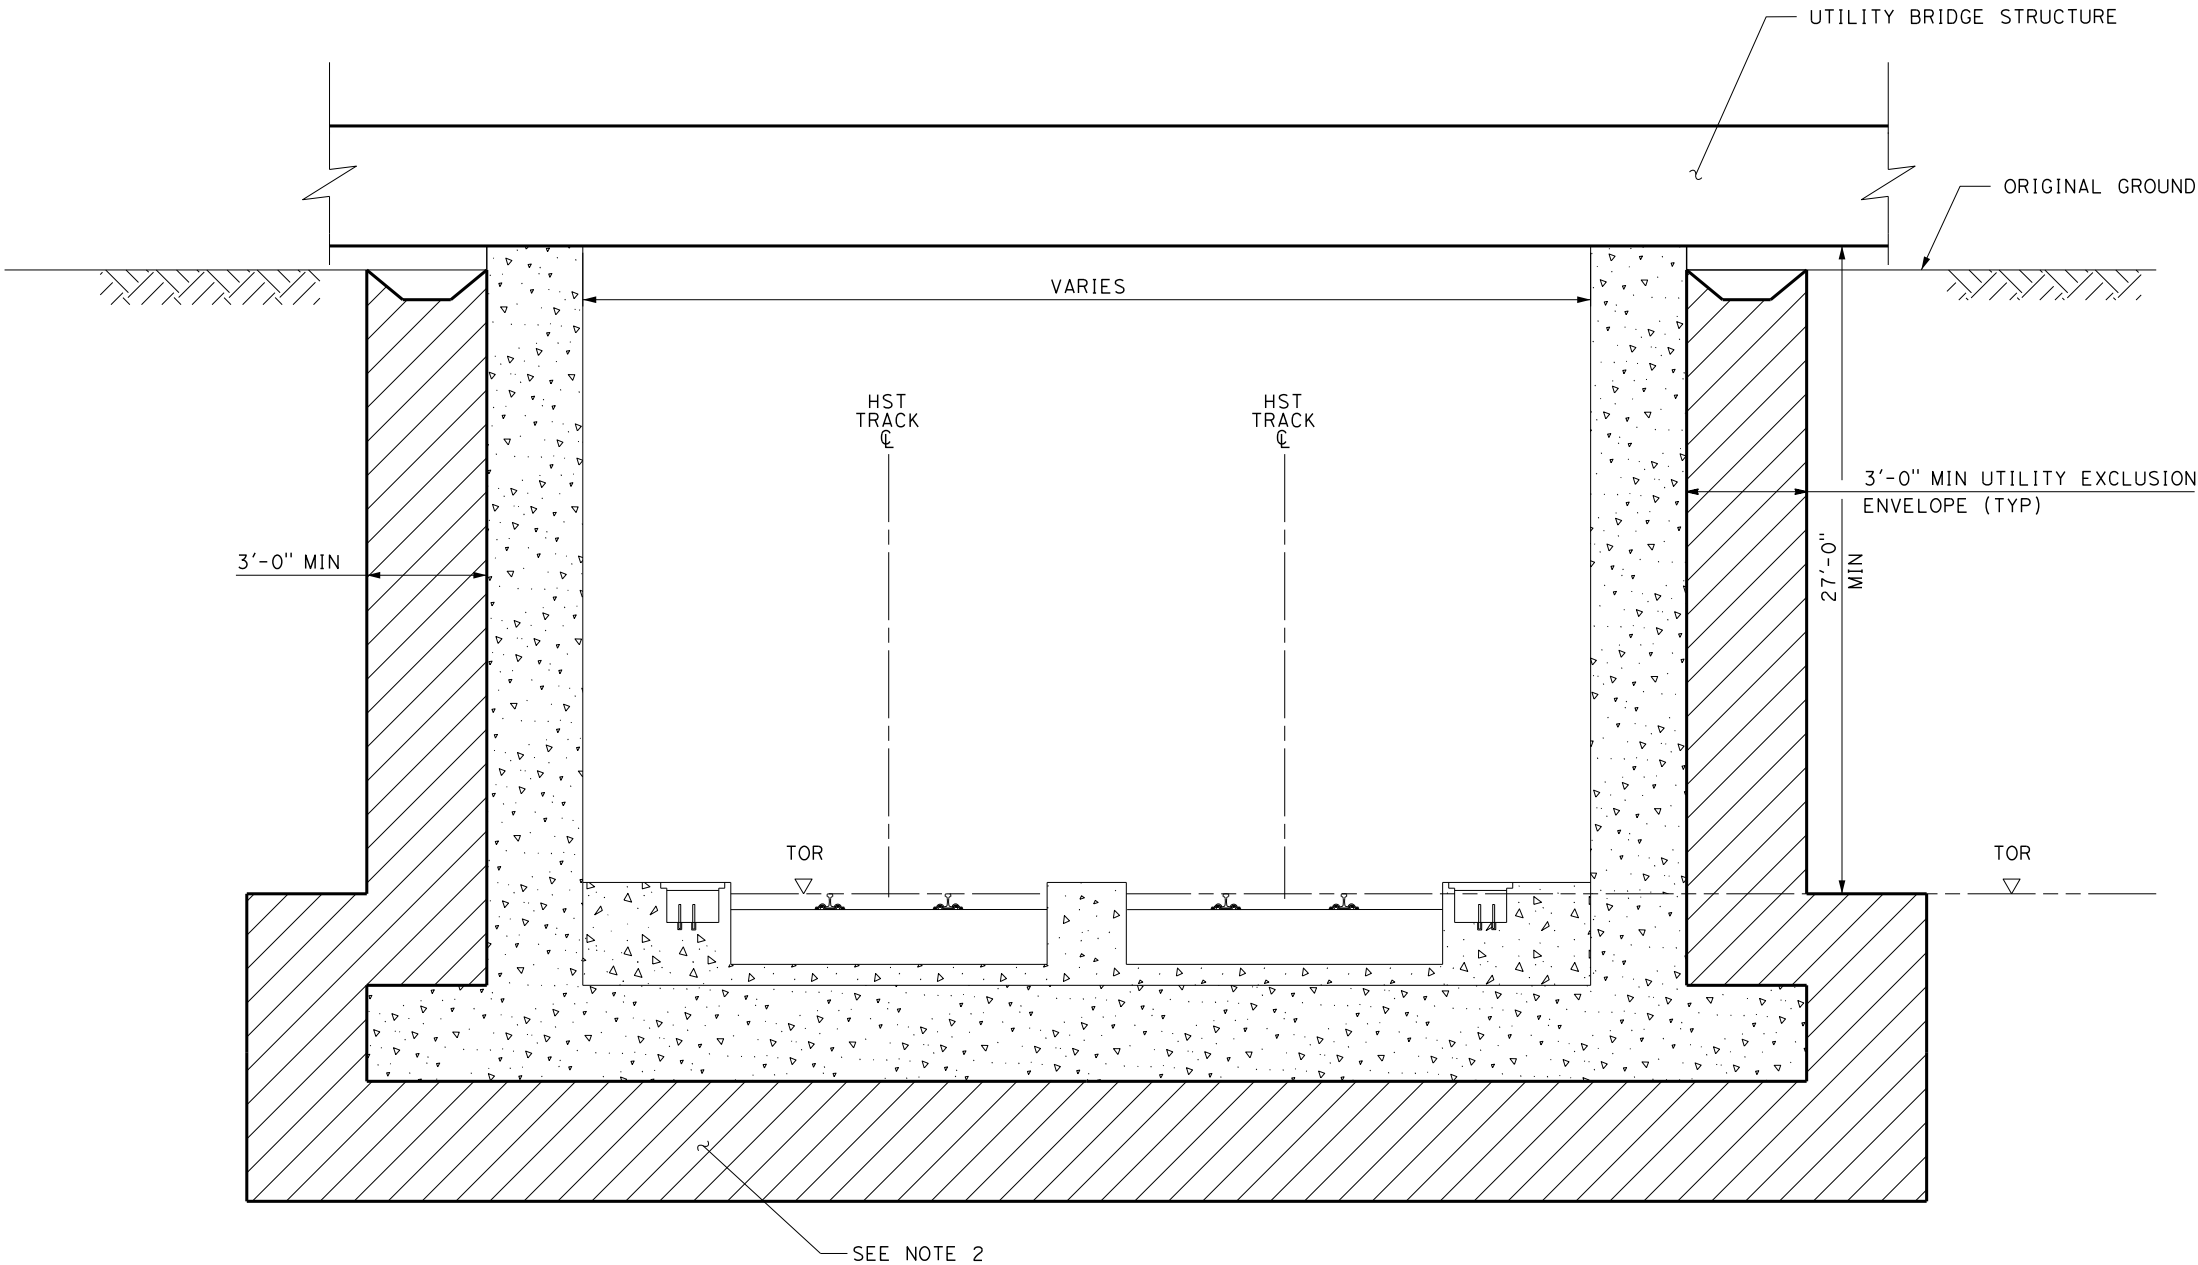 UTILITY BRIDGE STRUCTURE
ORIGINAL GROUND
VARIES
HST
TRACK
℄
HST
TRACK
℄
3'-0" MIN UTILITY EXCLUSION
ENVELOPE (TYP)
3'-0" MIN
27'-0"
MIN
TOR
TOR
SEE NOTE 2